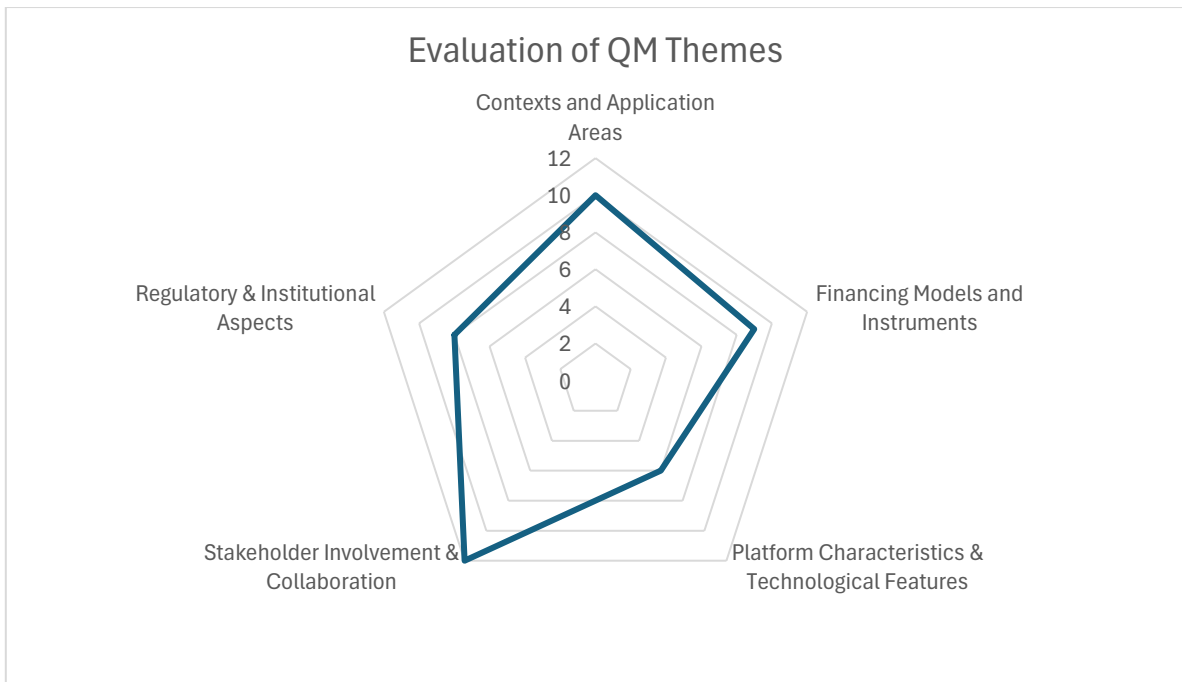 Evaluation of QM Themes
Contexts and Application
Areas
12
10
8
6
4
2
0
Financing Models and
Instruments
Platform Characteristics &
Technological Features
Stakeholder Involvement &
Collaboration
Regulatory & Institutional
Aspects